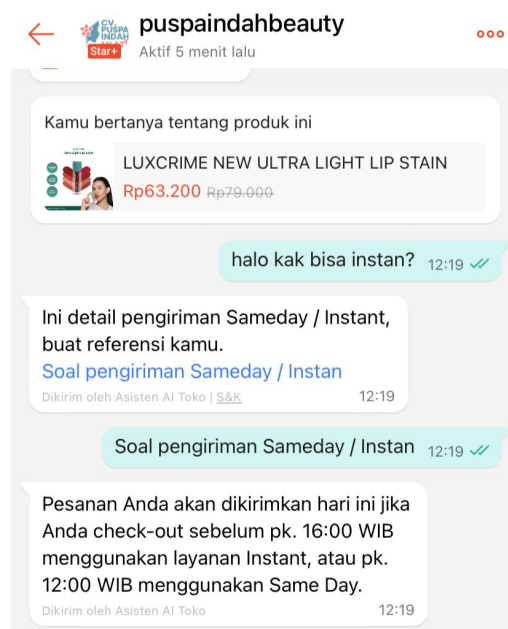 CV.
PUSPA
INDAH
Star+
puspaindahbeauty
Aktif 5 menit lalu
Kamu bertanya tentang produk ini
LUXCRIME NEW ULTRA LIGHT LIP STAIN
Rp63.200 Rp79.000
halo kak bisa instan? 12:19
Ini detail pengiriman Sameday / Instant,
buat referensi kamu.
Soal pengiriman Sameday / Instan
Dikirim oleh Asisten AI Toko | S&K 12:19
Soal pengiriman Sameday / Instan 12:19
Pesanan Anda akan dikirimkan hari ini jika
Anda check-out sebelum pk. 16:00 WIB
menggunakan layanan Instant, atau pk.
12:00 WIB menggunakan Same Day.
Dikirim oleh Asisten AI Toko 12:19